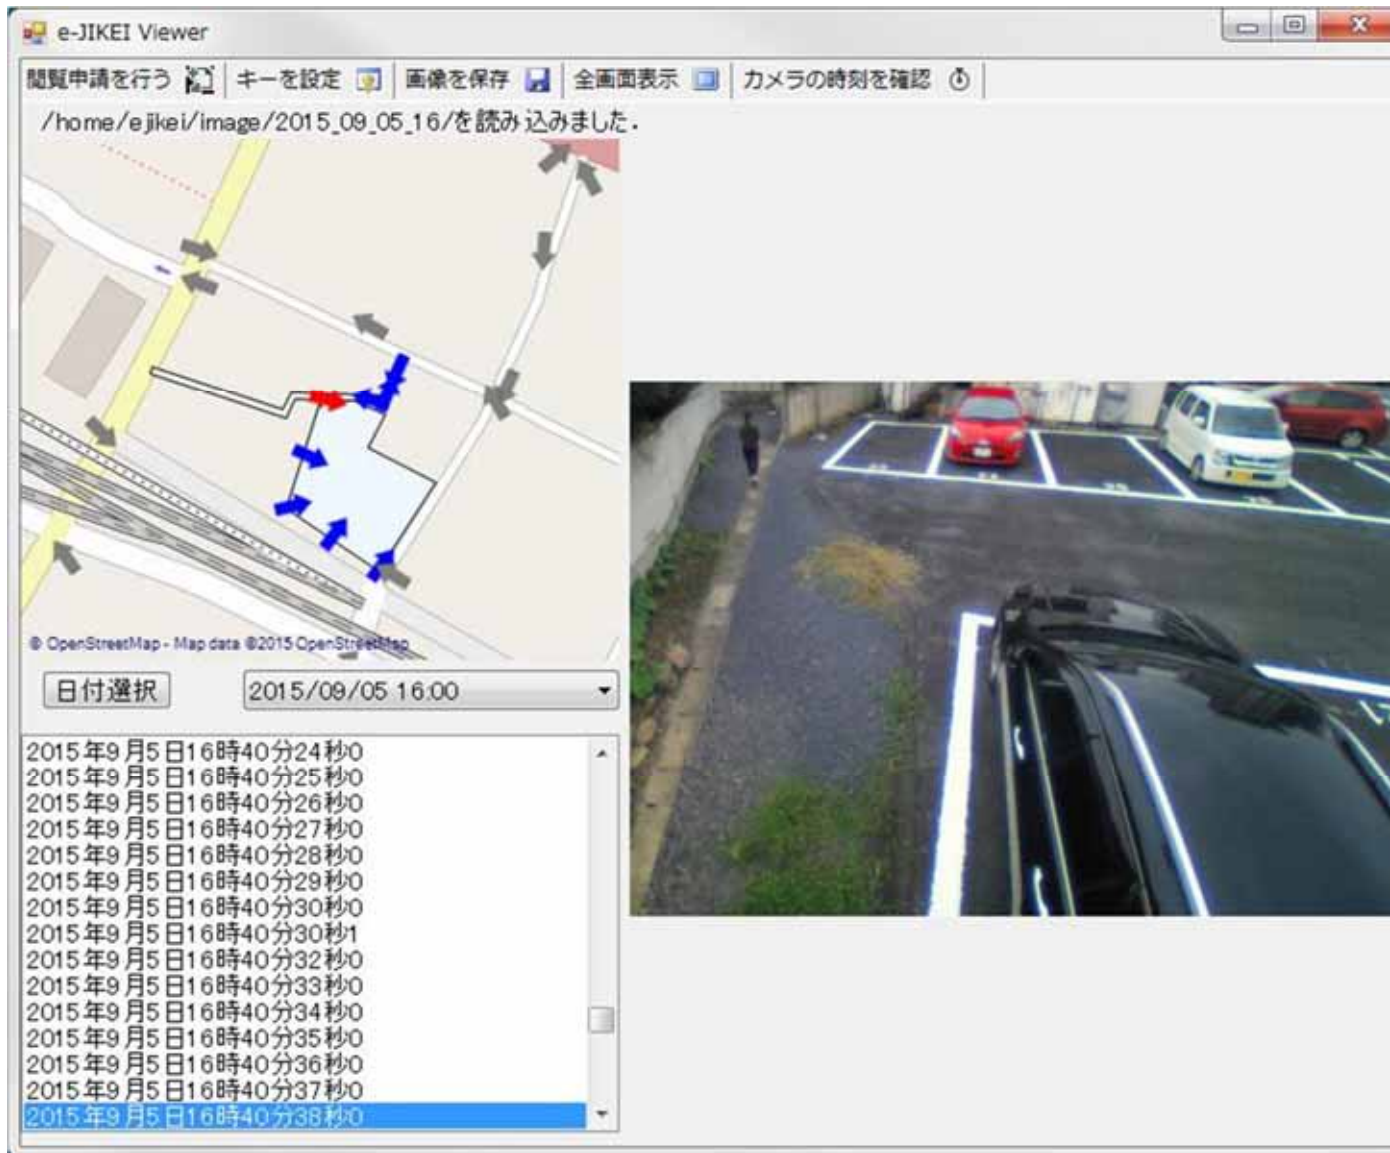 e-JIKEI Viewer
閲覧申請を行う キーを設定 画像を保存 全画面表示 カメラの時刻を確認
/home/ejikei/image/2015_09_05_16/を読み込みました.
© OpenStreetMap - Map data ©2015 OpenStreetMap
日付選択 2015/09/05 16:00
2015年9月5日16時40分24秒0
2015年9月5日16時40分25秒0
2015年9月5日16時40分26秒0
2015年9月5日16時40分27秒0
2015年9月5日16時40分28秒0
2015年9月5日16時40分29秒0
2015年9月5日16時40分30秒0
2015年9月5日16時40分30秒1
2015年9月5日16時40分32秒0
2015年9月5日16時40分33秒0
2015年9月5日16時40分34秒0
2015年9月5日16時40分35秒0
2015年9月5日16時40分36秒0
2015年9月5日16時40分37秒0
2015年9月5日16時40分38秒0